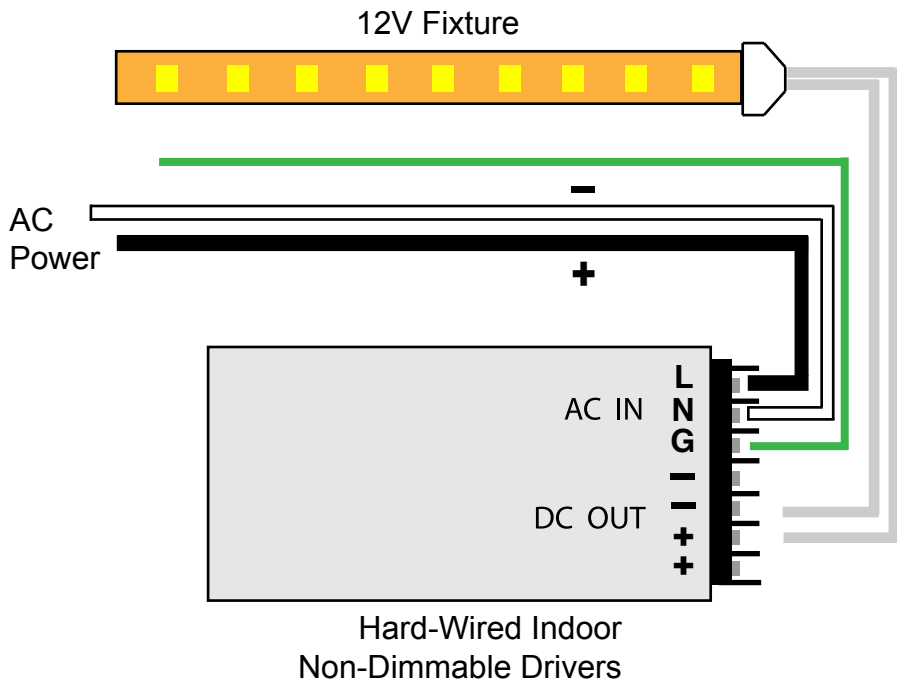 12V Fixture
AC
Power
−
+
L
AC IN N
G
−
DC OUT −
+
+
Hard-Wired Indoor
Non-Dimmable Drivers